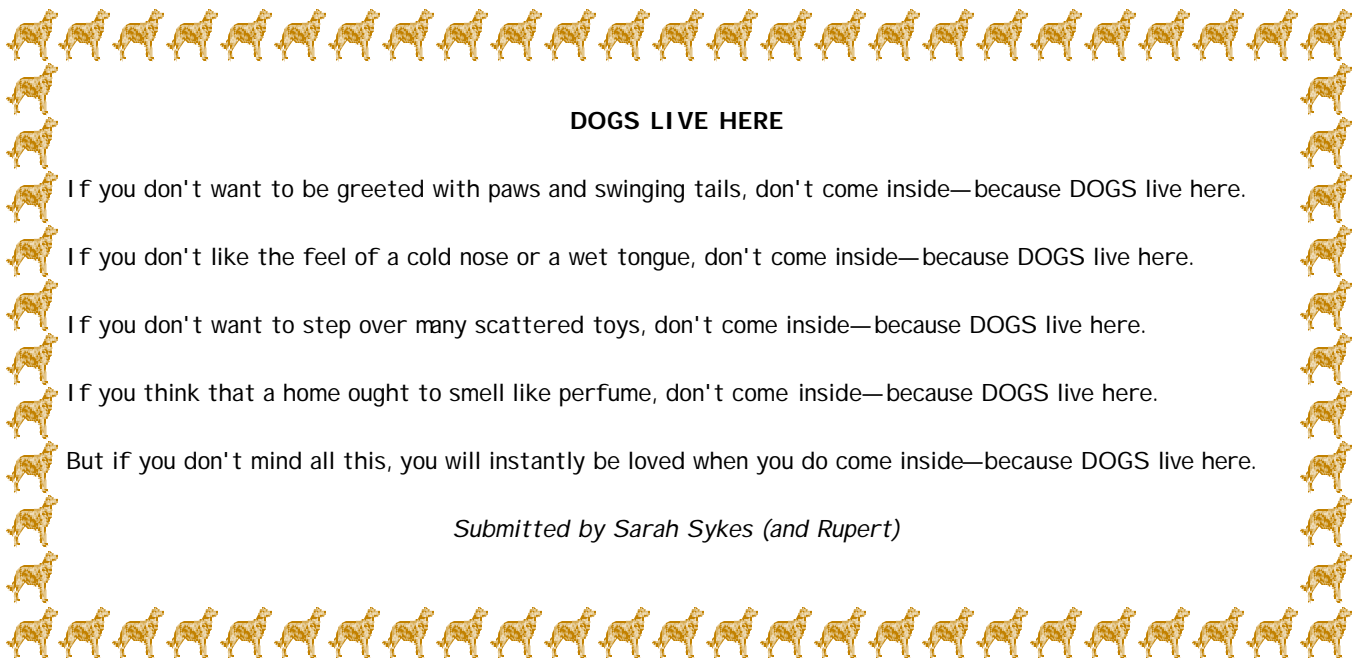 DOGS LIVE HERE
If you don't want to be greeted with paws and swinging tails, don't come inside—because DOGS live here.
If you don't like the feel of a cold nose or a wet tongue, don't come inside—because DOGS live here.
If you don't want to step over many scattered toys, don't come inside—because DOGS live here.
If you think that a home ought to smell like perfume, don't come inside—because DOGS live here.
But if you don't mind all this, you will instantly be loved when you do come inside—because DOGS live here.
Submitted by Sarah Sykes (and Rupert)